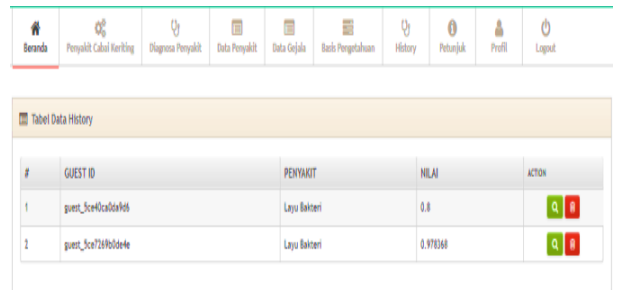 Beranda Penyakit Cabai Keriting Diagnosa Penyakit Data Penyakit Data Gejala Basis Pengetahuan History Petunjuk Profil Logout
Tabel Data History
# GUEST ID PENYAKIT NILAI ACTION
1 guest_5ce40ca0da9d6 Layu Bakteri 0.8
2 guest_5ce7269b0de4e Layu Bakteri 0.978368